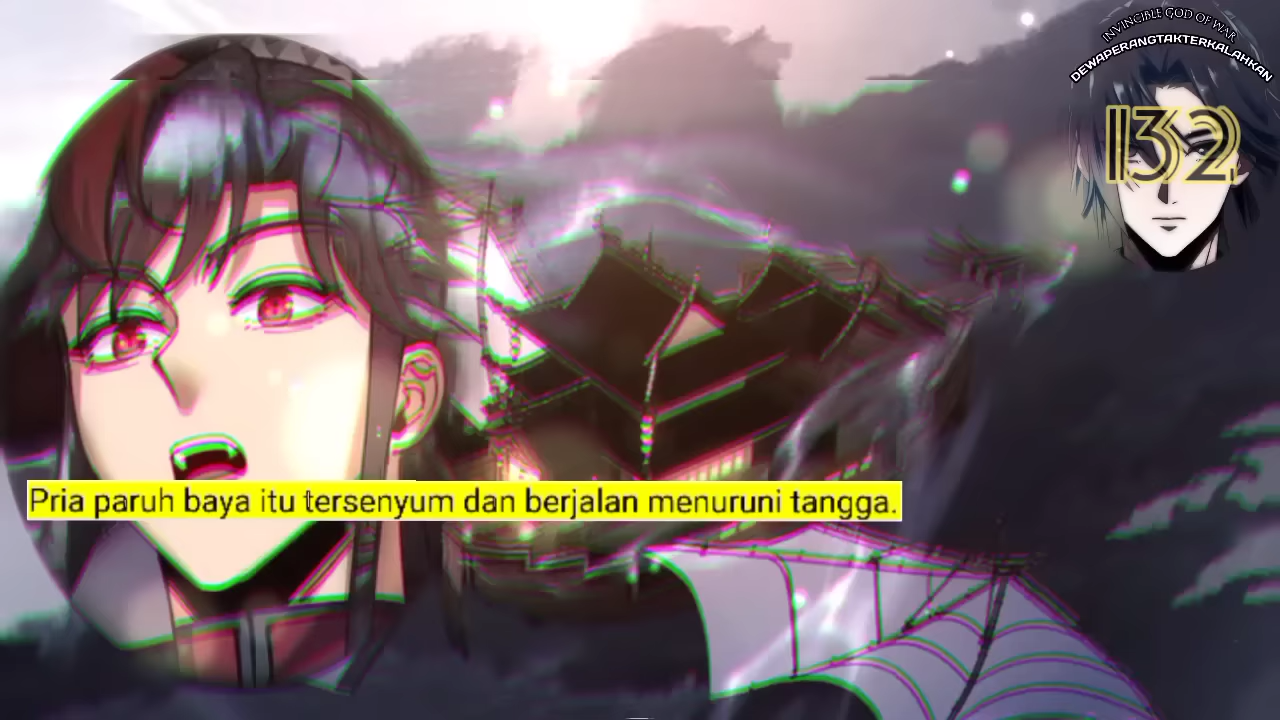 INVINCIBLE GOD OF WAR
DEWAPERANGTAKTERKALAHKAN
132
Pria paruh baya itu tersenyum dan berjalan menuruni tangga.